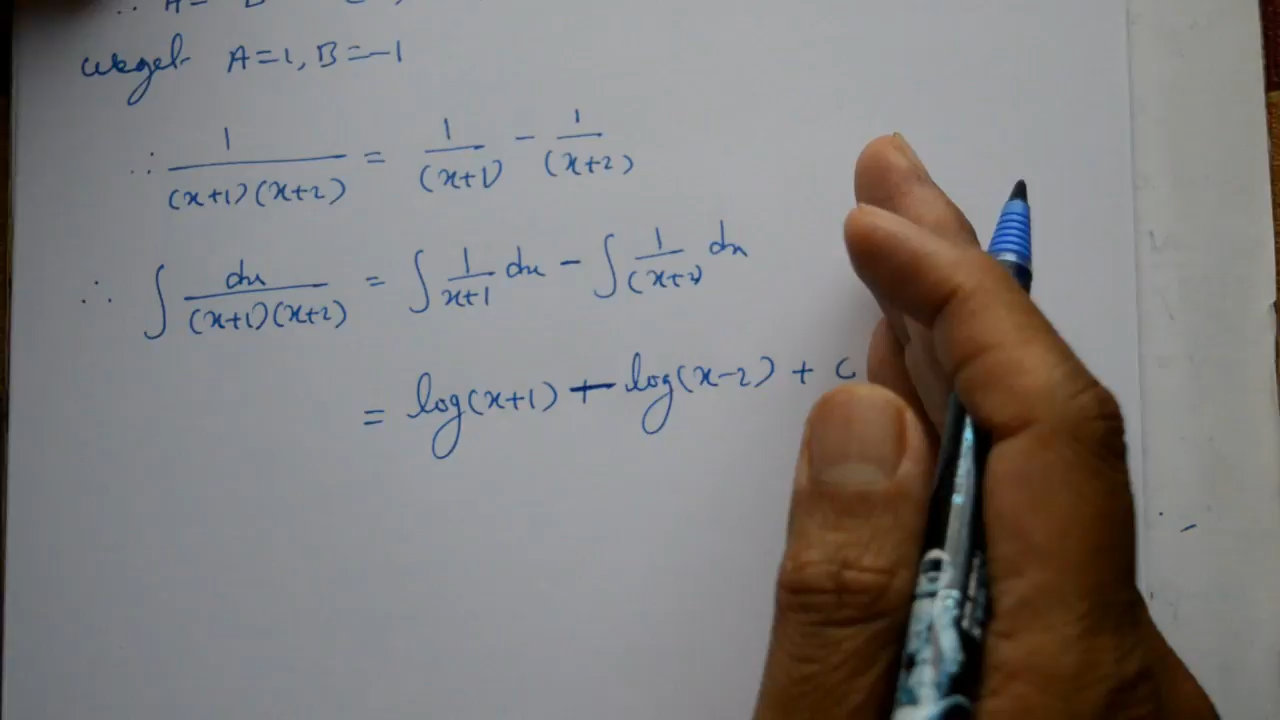 ∴ A=
We get A=1, B=-1
∴ 1/((x+1)(x+2)) = 1/(x+1) - 1/(x+2)
∴ ∫ dx/((x+1)(x+2)) = ∫ 1/(x+1) dx - ∫ 1/(x+2) dx
= log(x+1) - log(x-2) + c